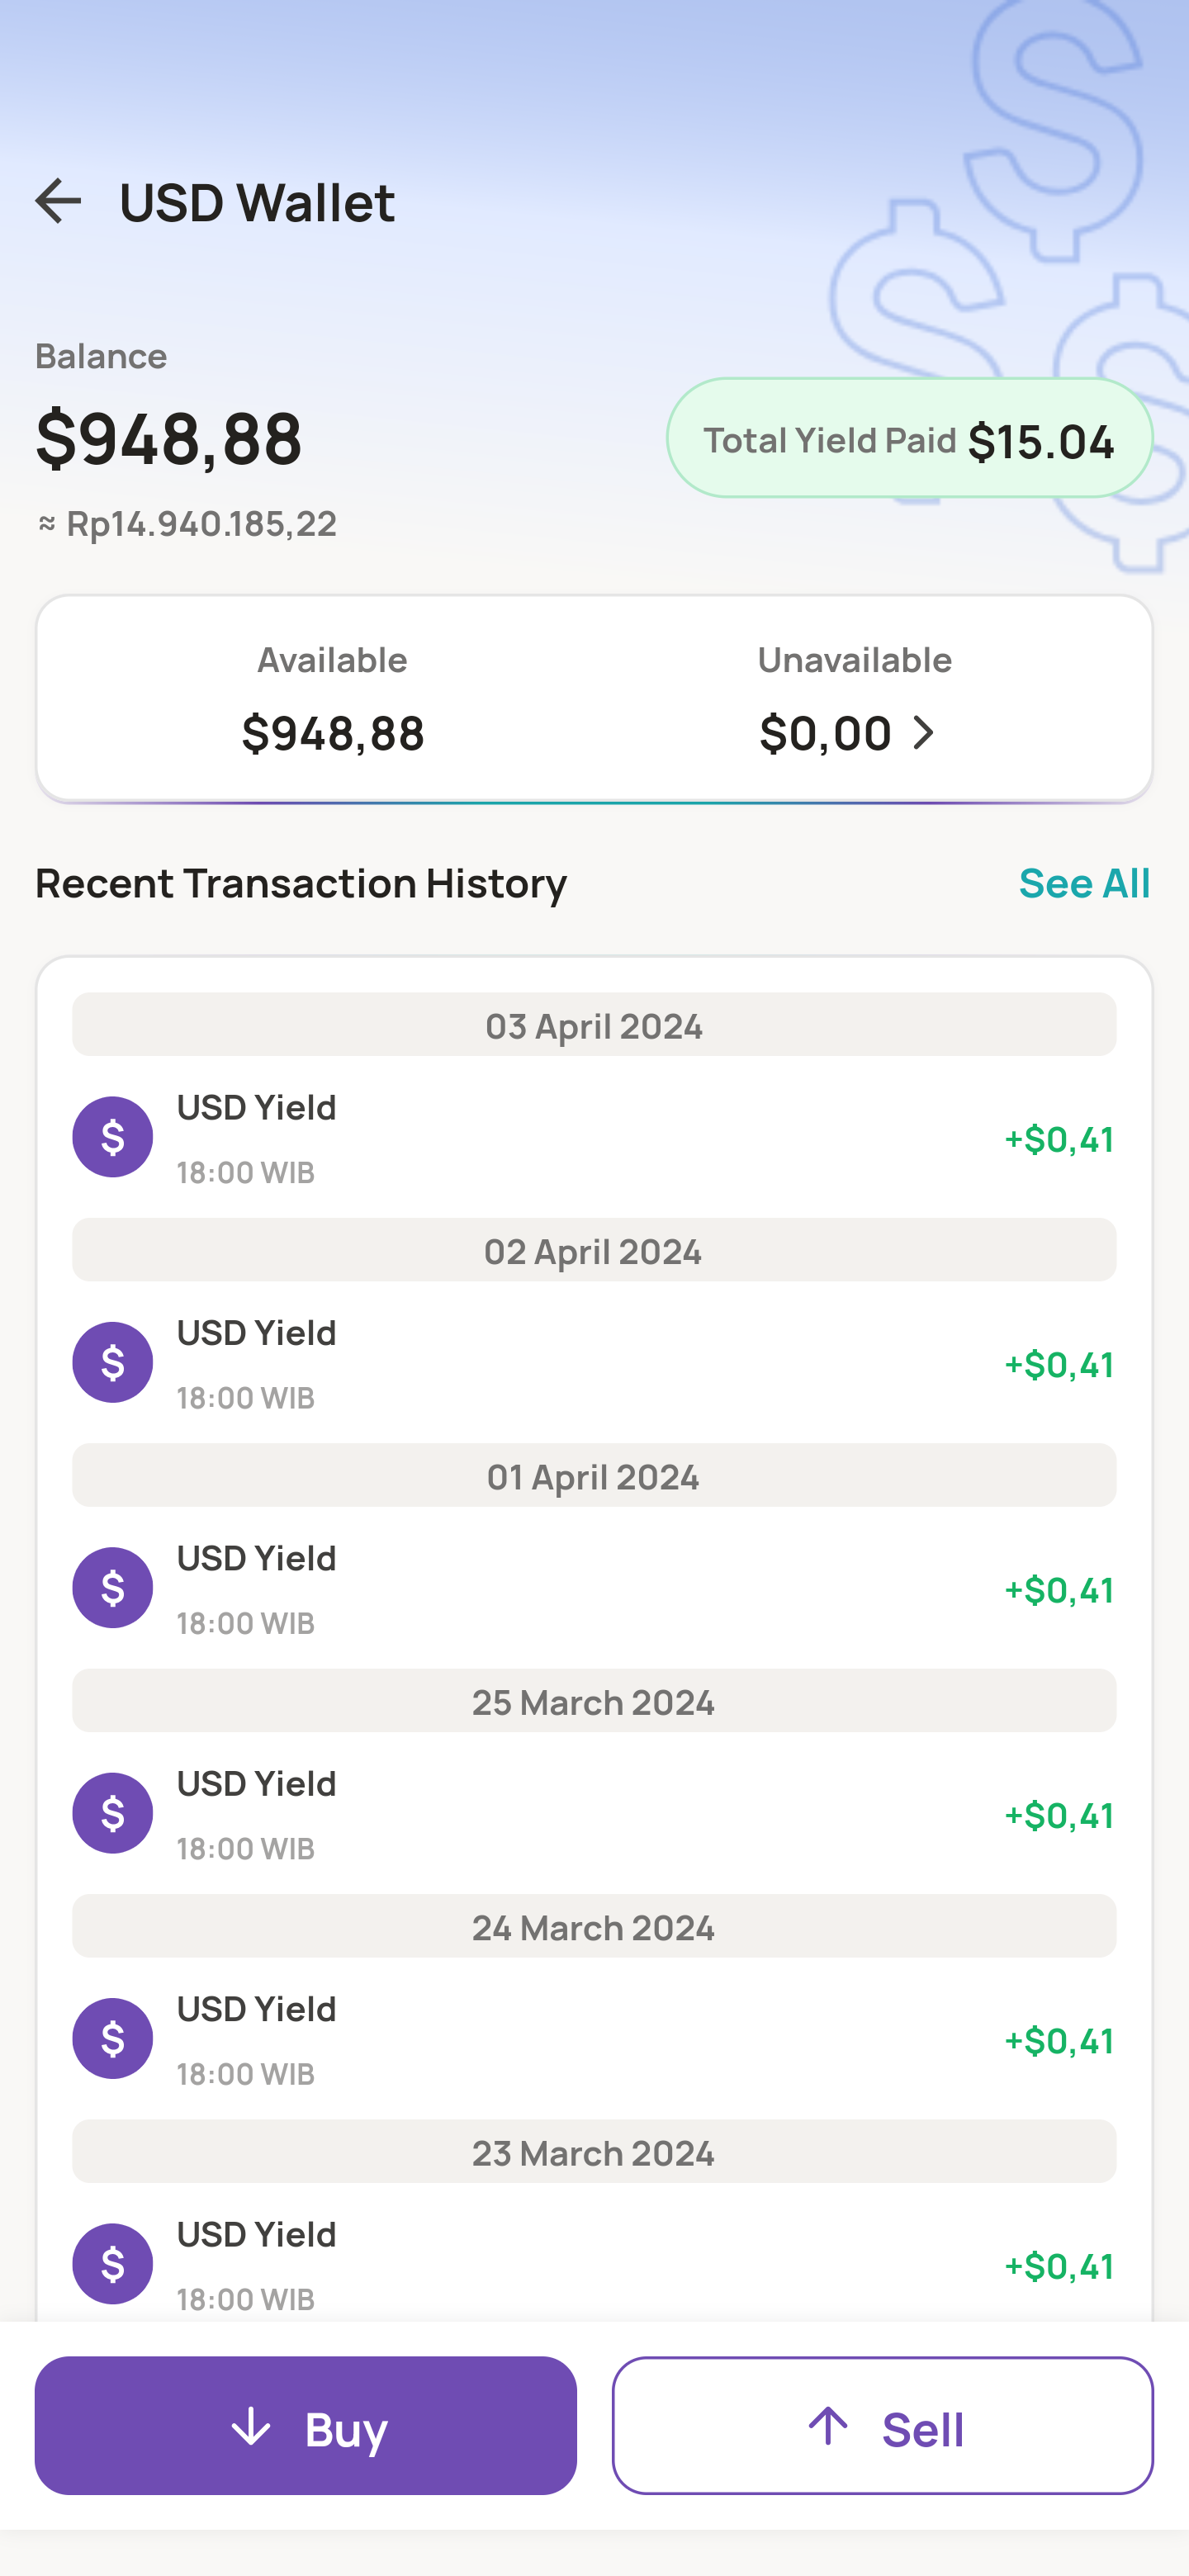 USD Wallet
Balance
$948,88
Total Yield Paid $15.04
≈ Rp14.940.185,22
Available
Unavailable
$948,88
$0,00
Recent Transaction History
See All
03 April 2024
USD Yield
+$0,41
18:00 WIB
02 April 2024
USD Yield
+$0,41
18:00 WIB
01 April 2024
USD Yield
+$0,41
18:00 WIB
25 March 2024
USD Yield
+$0,41
18:00 WIB
24 March 2024
USD Yield
+$0,41
18:00 WIB
23 March 2024
USD Yield
+$0,41
18:00 WIB
Buy
Sell